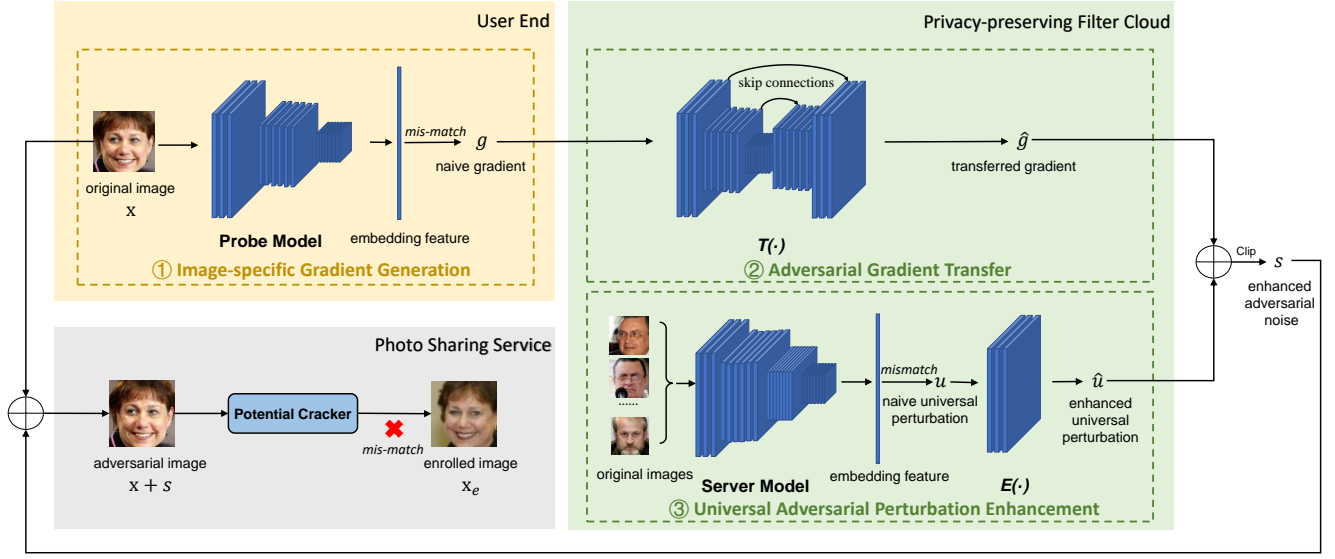 User End
original image
x
Probe Model
mis-match
g
naive gradient
embedding feature
① Image-specific Gradient Generation
Privacy-preserving Filter Cloud
skip connections
T(·)
ĝ
transferred gradient
② Adversarial Gradient Transfer
......
original images
Server Model
mismatch
u
naive universal
perturbation
embedding feature
E(·)
û
enhanced
universal
perturbation
③ Universal Adversarial Perturbation Enhancement
Clip
s
enhanced
adversarial
noise
Photo Sharing Service
adversarial image
x + s
Potential Cracker
mis-match
enrolled image
xₑ